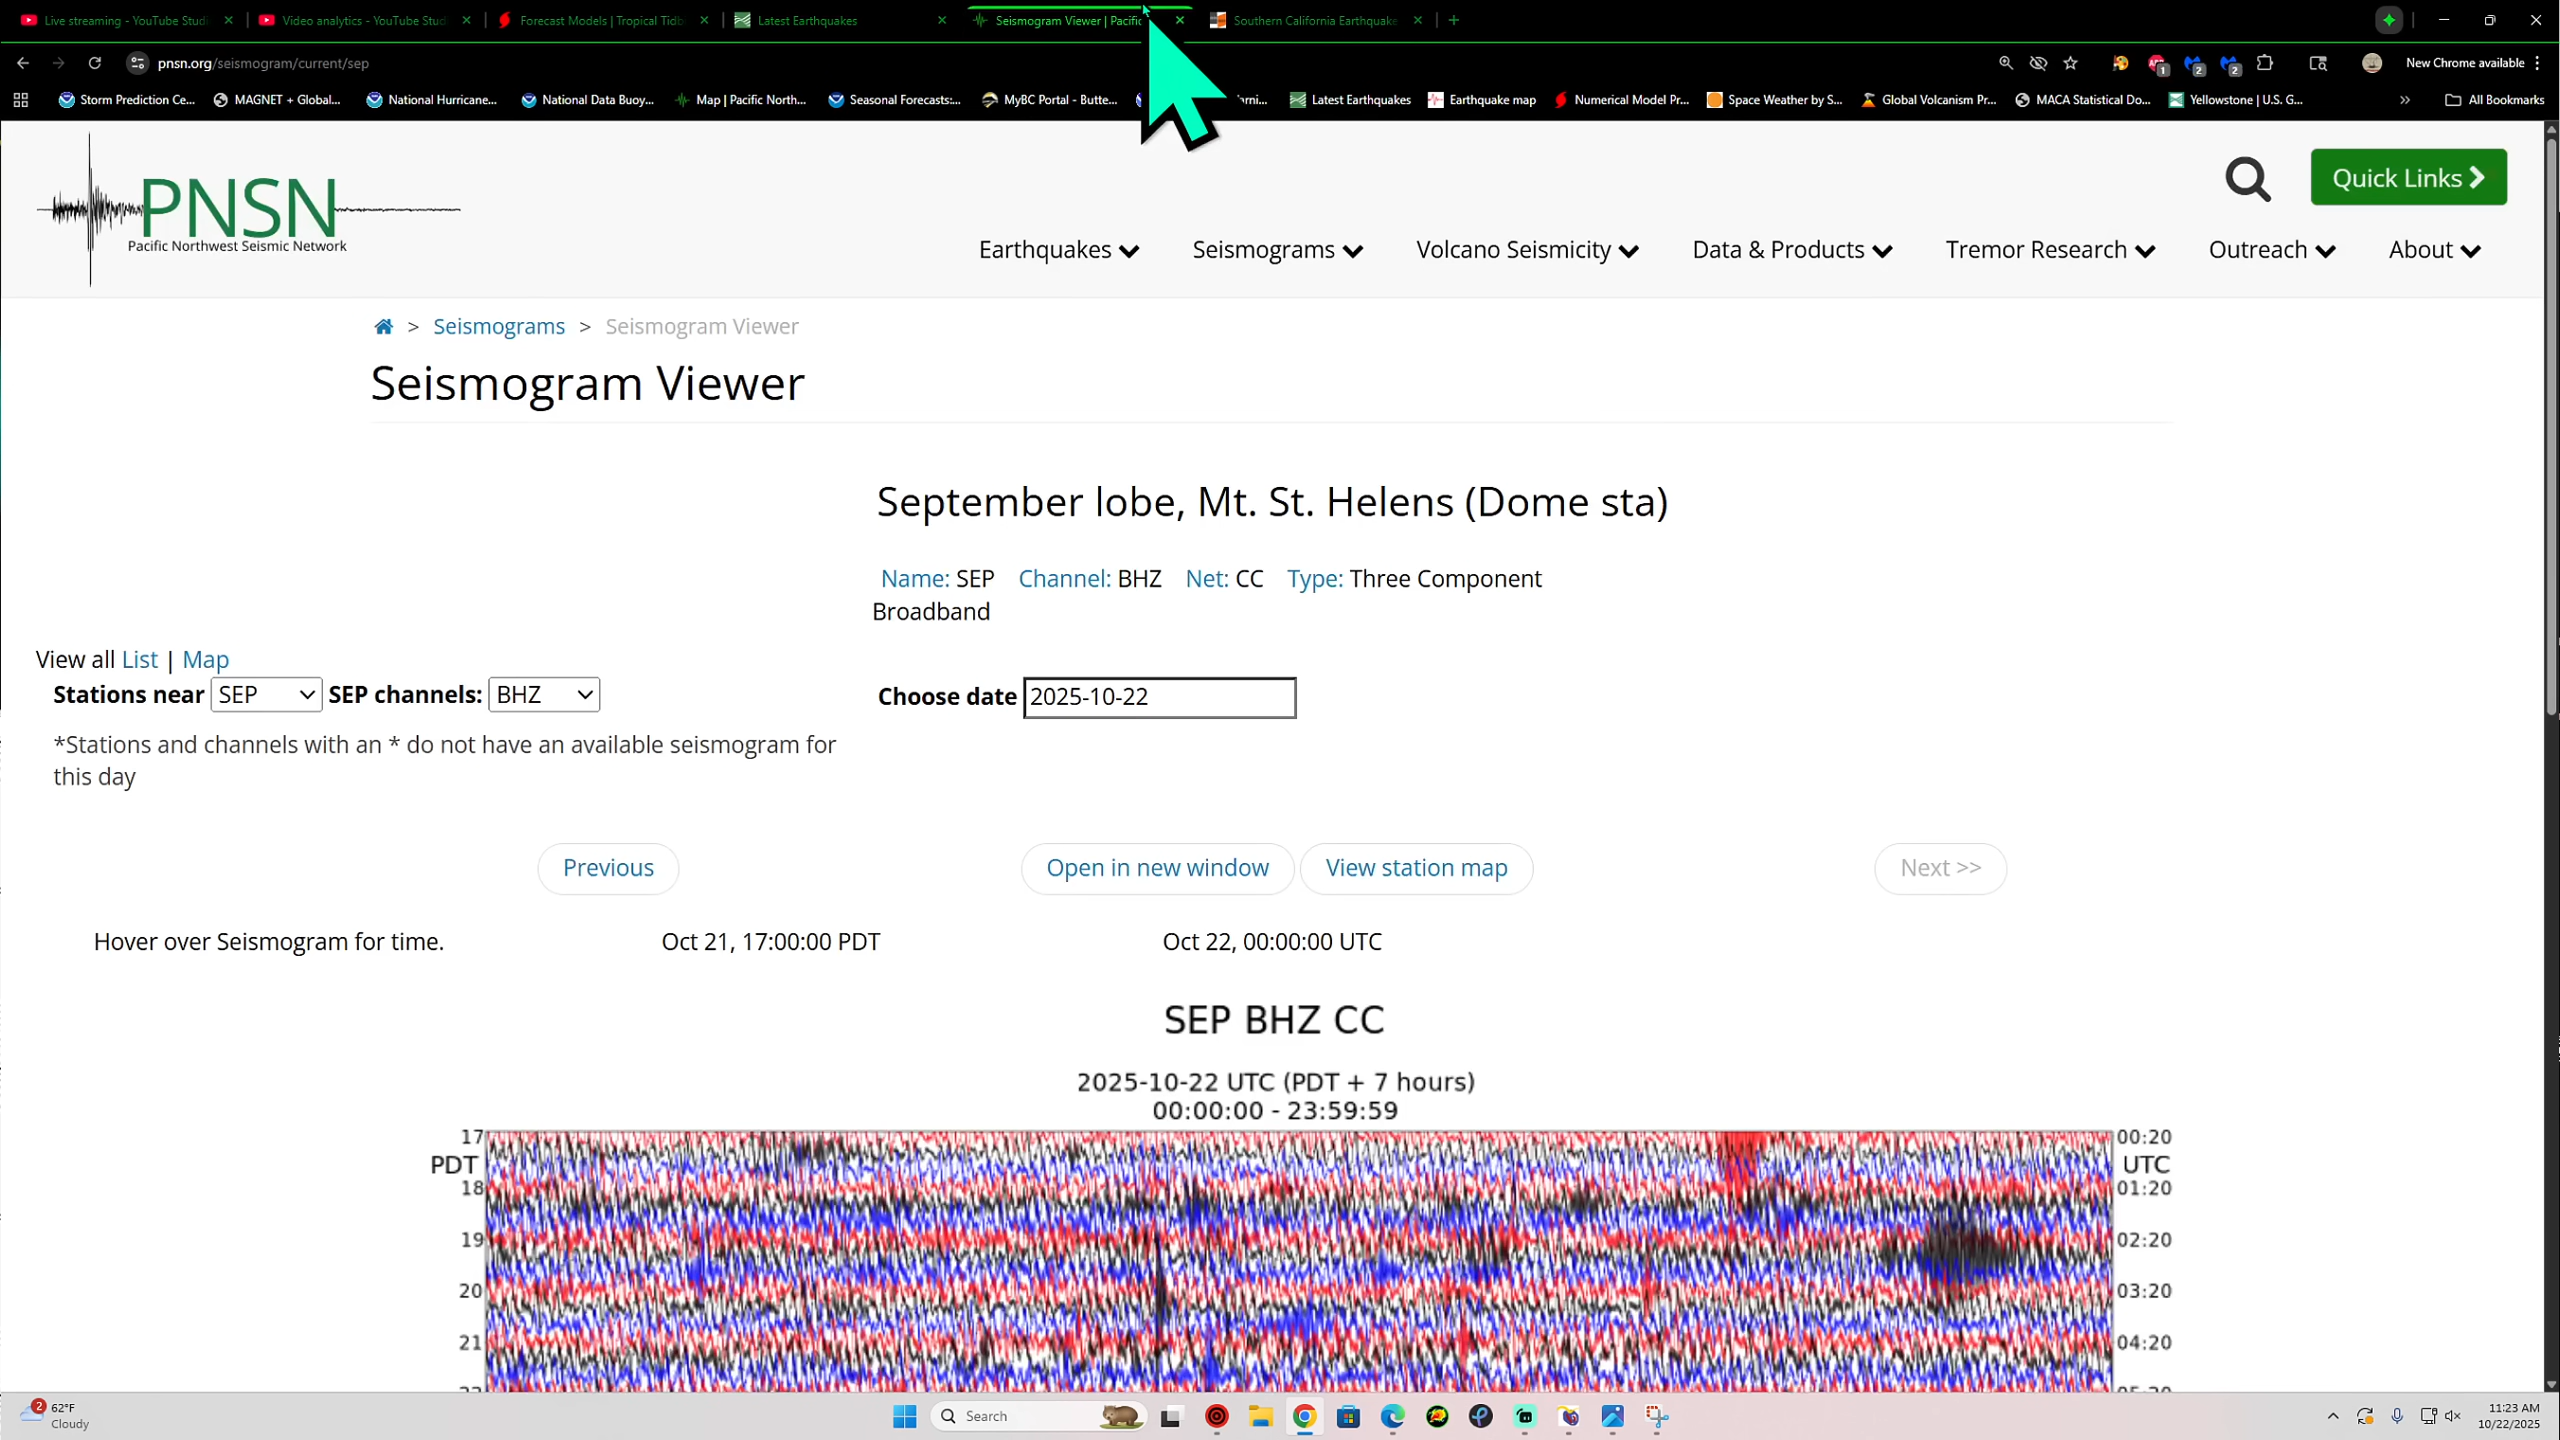 Live streaming - YouTube Studi
Video analytics - YouTube Studi
Forecast Models | Tropical Tidb
Latest Earthquakes
Seismogram Viewer | Pacific
Southern California Earthquake
pnsn.org/seismogram/current/sep
New Chrome available
Storm Prediction Ce...
MAGNET + Global...
National Hurricane...
National Data Buoy...
Map | Pacific North...
Seasonal Forecasts:...
MyBC Portal - Butte...
Latest Earthquakes
Earthquake map
Numerical Model Pr...
Space Weather by S...
Global Volcanism Pr...
MACA Statistical Do...
Yellowstone | U.S. G...
All Bookmarks
PNSN
Pacific Northwest Seismic Network
Quick Links
Earthquakes
Seismograms
Volcano Seismicity
Data & Products
Tremor Research
Outreach
About
> Seismograms > Seismogram Viewer
Seismogram Viewer
September lobe, Mt. St. Helens (Dome sta)
Name: SEP Channel: BHZ Net: CC Type: Three Component
Broadband
View all List | Map
Stations near SEP SEP channels: BHZ
Choose date 2025-10-22
*Stations and channels with an * do not have an available seismogram for
this day
Previous
Open in new window
View station map
Next >>
Hover over Seismogram for time.
Oct 21, 17:00:00 PDT
Oct 22, 00:00:00 UTC
SEP BHZ CC
2025-10-22 UTC (PDT + 7 hours)
00:00:00 - 23:59:59
17 00:20
PDT UTC
18 01:20
19 02:20
20 03:20
21 04:20
2
62°F
Cloudy
Search
11:23 AM
10/22/2025